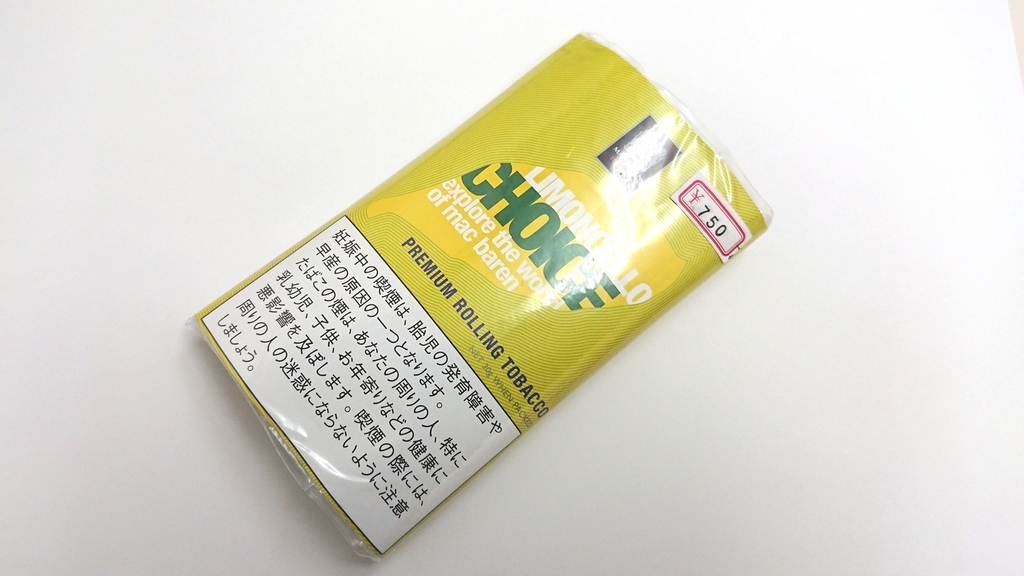 ¥750
LIMONCELLO
CHOICE
explore the world
of mac baren
PREMIUM ROLLING TOBACCO
妊娠中の喫煙は、胎児の発育障害や
早産の原因の一つとなります。
たばこの煙は、あなたの周りの人、特に
乳幼児、子供、お年寄りなどの健康に
悪影響を及ぼします。喫煙の際には、
周りの人の迷惑にならないように注意
しましょう。